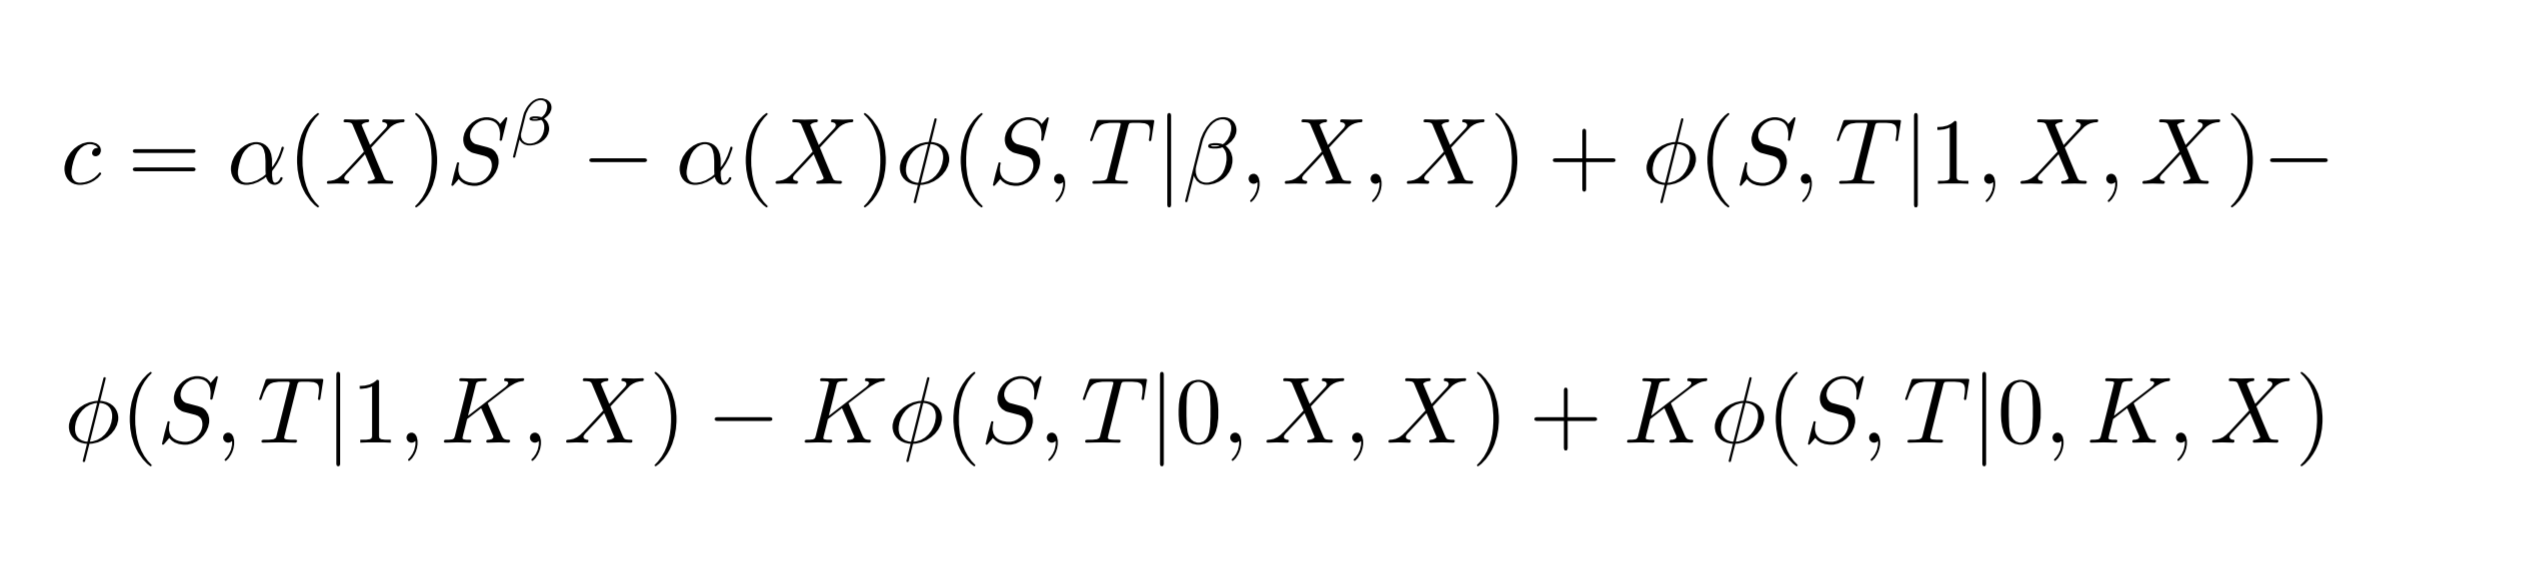 c = α(X)S^β − α(X)ϕ(S, T|β, X, X) + ϕ(S, T|1, X, X)−
ϕ(S, T|1, K, X) − Kϕ(S, T|0, X, X) + Kϕ(S, T|0, K, X)